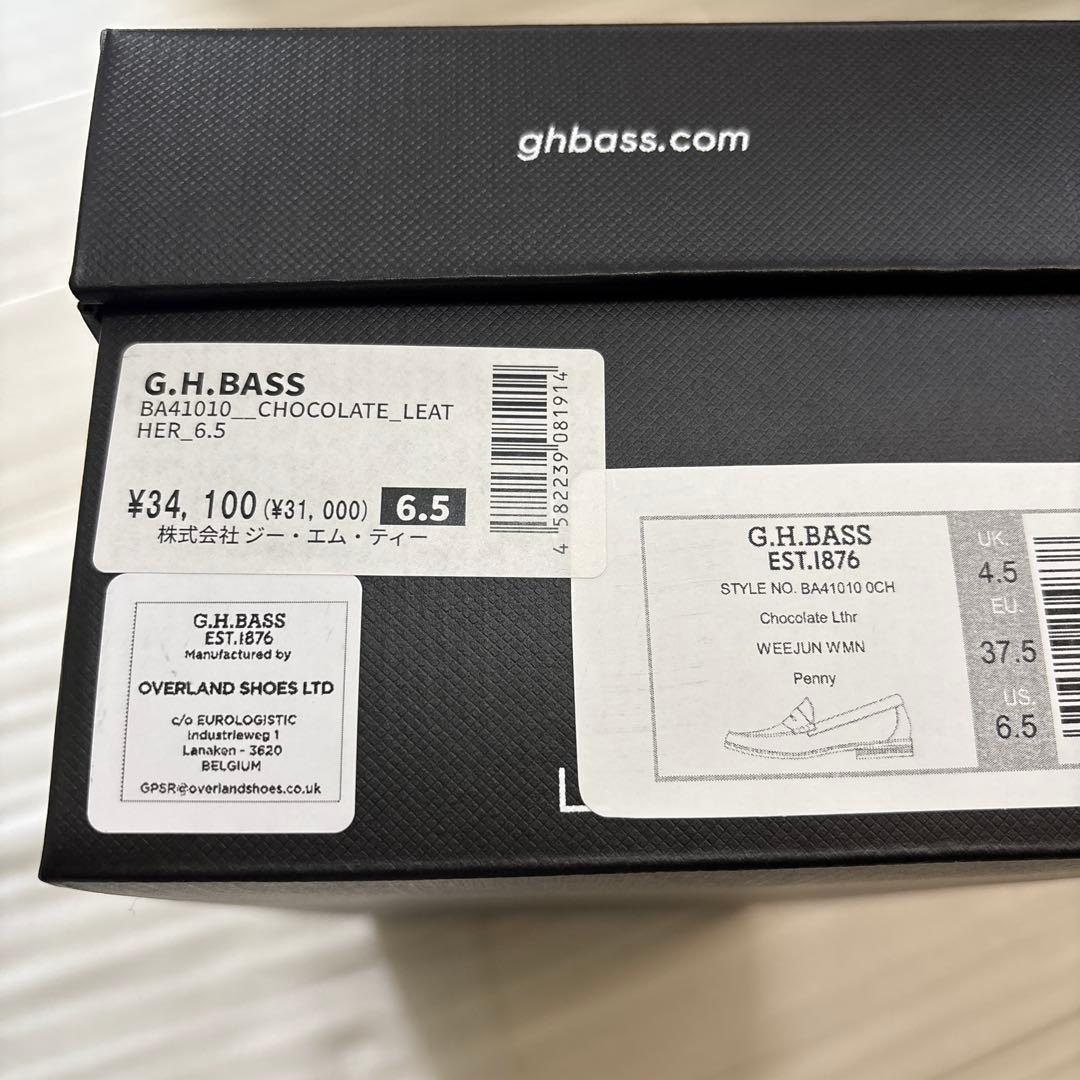 ghbass.com
G.H.BASS
BA41010__CHOCOLATE_LEAT
HER_6.5
¥34,100(¥31,000) 6.5
株式会社 ジー・エム・ティー
4 582239 081914
G.H.BASS
EST.1876
Manufactured by
OVERLAND SHOES LTD
c/o EUROLOGISTIC
Industrieweg 1
Lanaken - 3620
BELGIUM
GPSR@overlandshoes.co.uk
G.H.BASS
EST.1876
STYLE NO. BA41010 0CH
Chocolate Lthr
WEEJUN WMN
Penny
UK.
4.5
EU.
37.5
US.
6.5